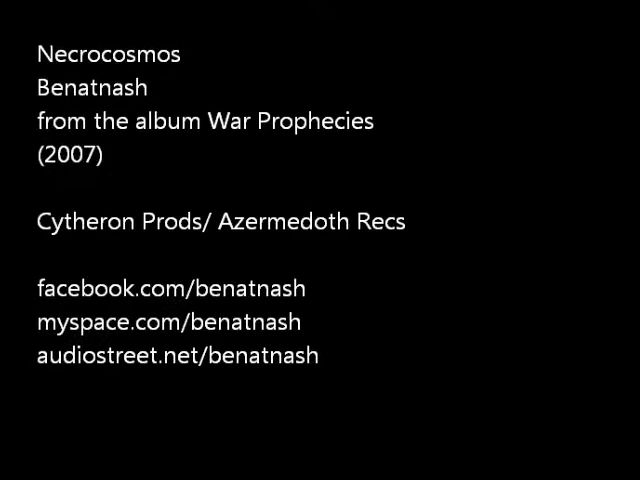 Necrocosmos
Benatnash
from the album War Prophecies
(2007)
Cytheron Prods/ Azermedoth Recs
facebook.com/benatnash
myspace.com/benatnash
audiostreet.net/benatnash